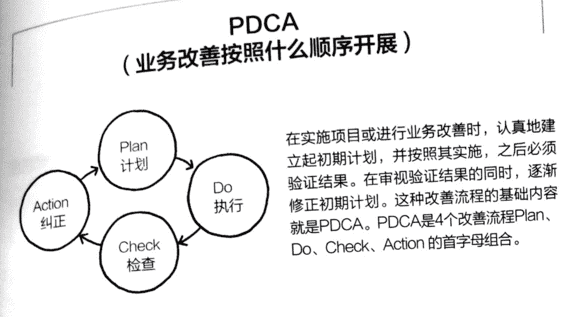 PDCA
（业务改善按照什么顺序开展）
Plan
计划
Do
执行
Check
检查
Action
纠正
在实施项目或进行业务改善时，认真地建
立起初期计划，并按照其实施，之后必须
验证结果。在审视验证结果的同时，逐渐
修正初期计划。这种改善流程的基础内容
就是PDCA。PDCA是4个改善流程Plan、
Do、Check、Action 的首字母组合。